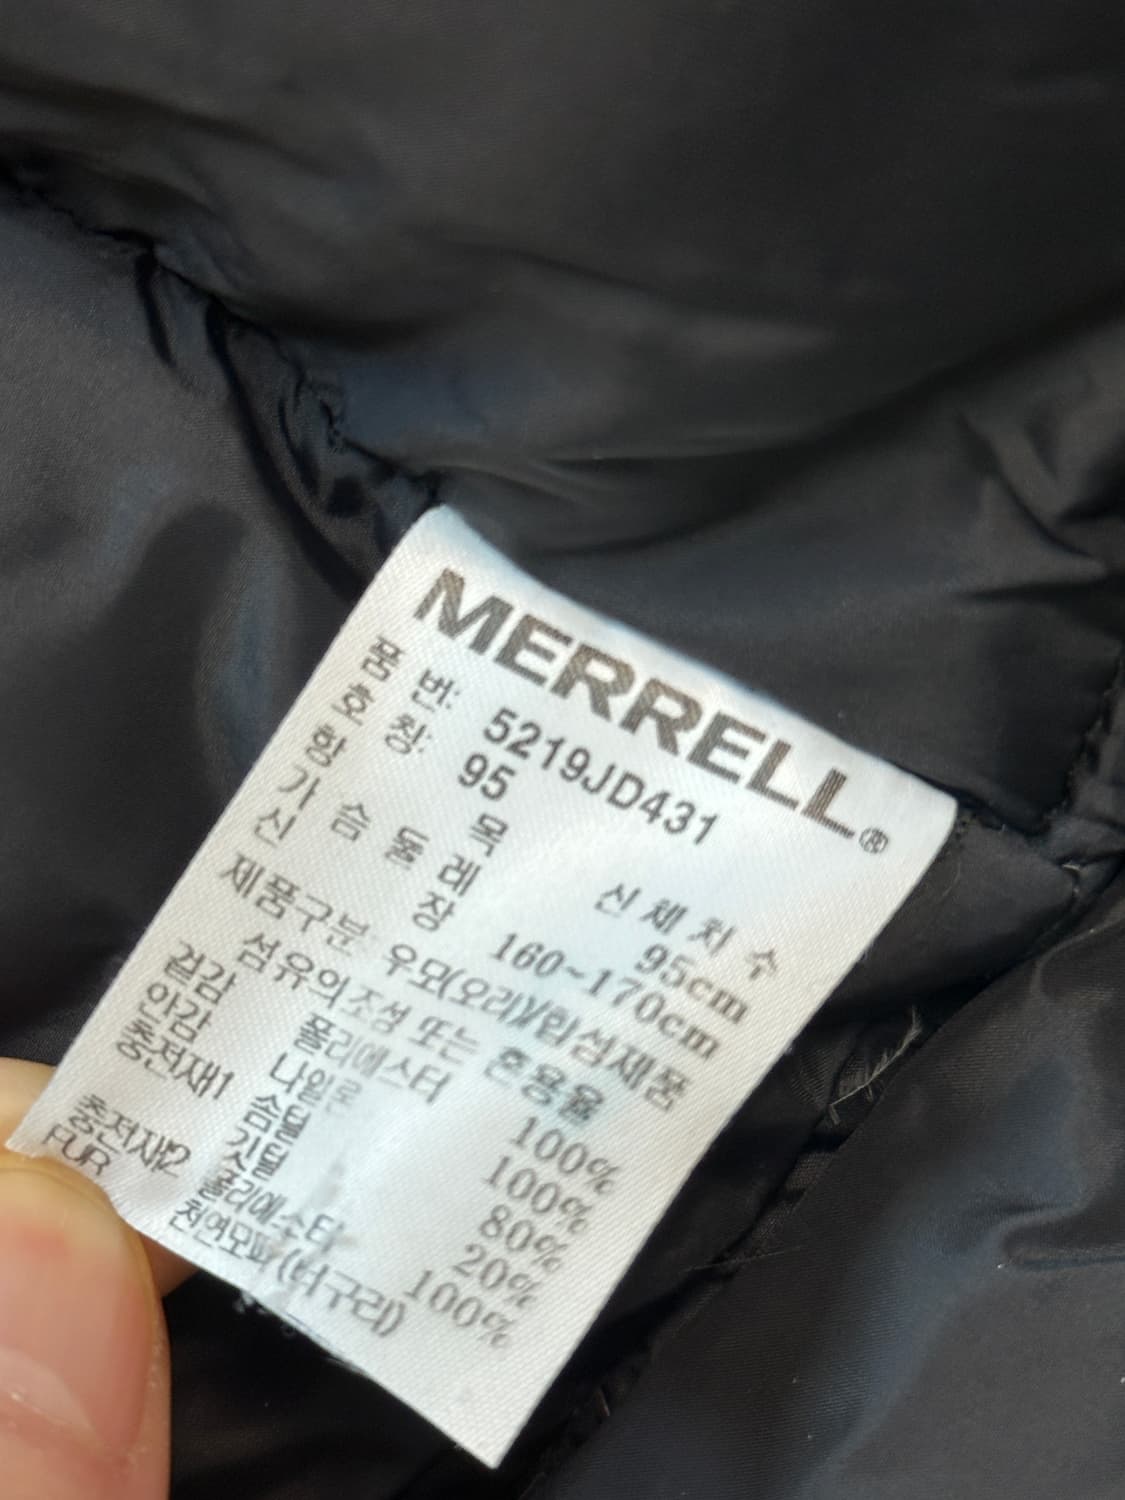 MERRELL®
품 번: 5219JD431
호 칭: 95
항 목 신 체 치 수
가 슴 둘 레 95cm
신 장 160~170cm
제품구분 우모(오리)/합성제품
섬유의 조성 또는 혼용율
겉감 폴리에스터 100%
안감 나일론 100%
충전재1 솜털 80%
깃털 20%
충전재2 폴리에스터 100%
FUR 천연모피(너구리)